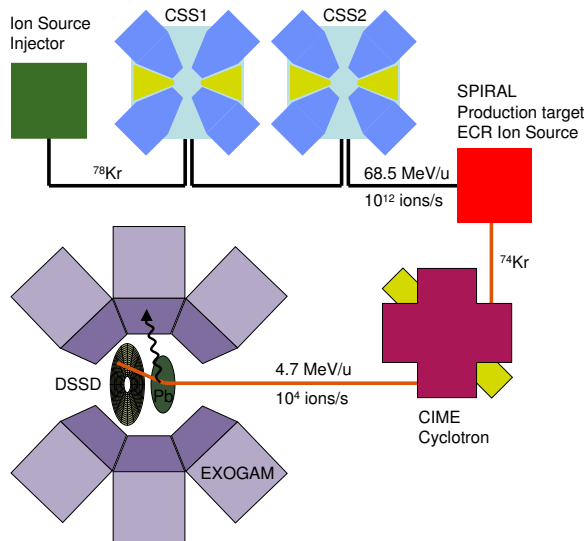 Ion Source
Injector
CSS1
CSS2
SPIRAL
Production target
ECR Ion Source
⁷⁸Kr
68.5 MeV/u
10¹² ions/s
⁷⁴Kr
DSSD
Pb
4.7 MeV/u
10⁴ ions/s
CIME
Cyclotron
EXOGAM